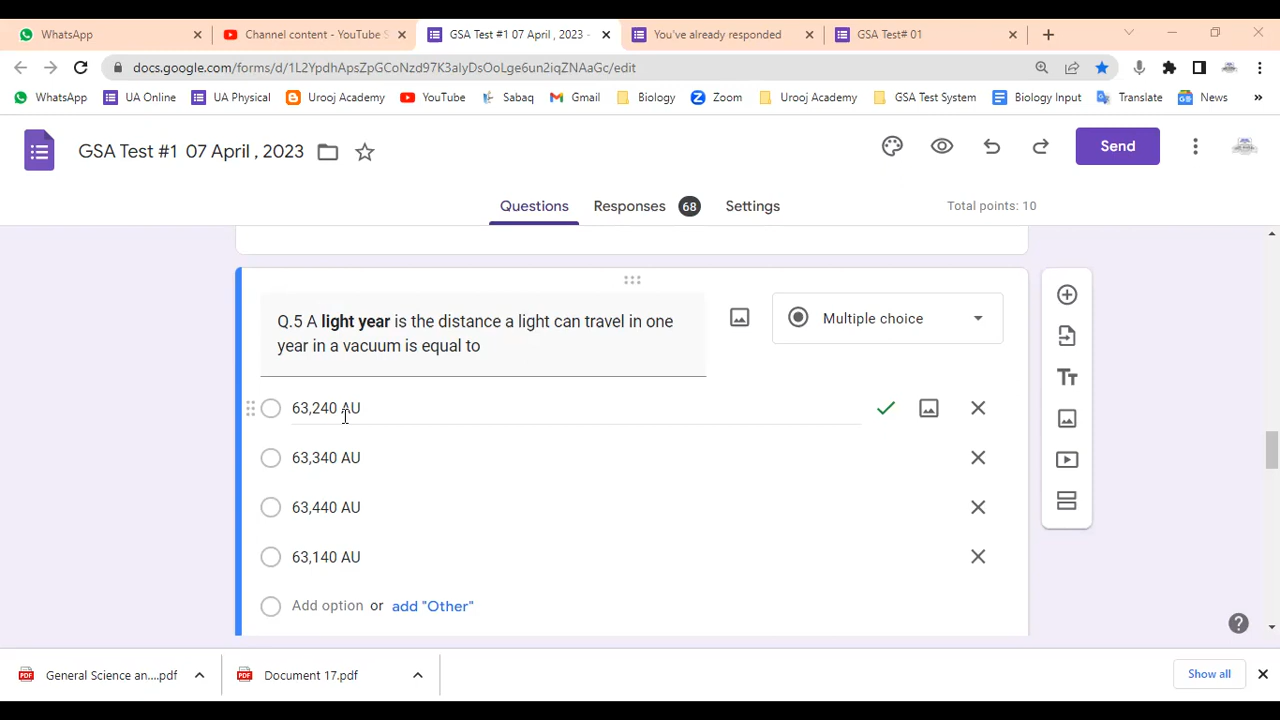 WhatsApp
Channel content - YouTube S
GSA Test #1 07 April , 2023 -
You've already responded
GSA Test# 01
docs.google.com/forms/d/1L2YpdhApsZpGCoNzd97K3alyDsOoLge6un2iqZNAaGc/edit
WhatsApp
UA Online
UA Physical
Urooj Academy
YouTube
Sabaq
Gmail
Biology
Zoom
Urooj Academy
GSA Test System
Biology Input
Translate
News
»
GSA Test #1 07 April , 2023
Send
Questions
Responses
68
Settings
Total points: 10
Q.5 A light year is the distance a light can travel in one
year in a vacuum is equal to
Multiple choice
63,240 AU
63,340 AU
63,440 AU
63,140 AU
Add option or add "Other"
General Science an....pdf
Document 17.pdf
Show all